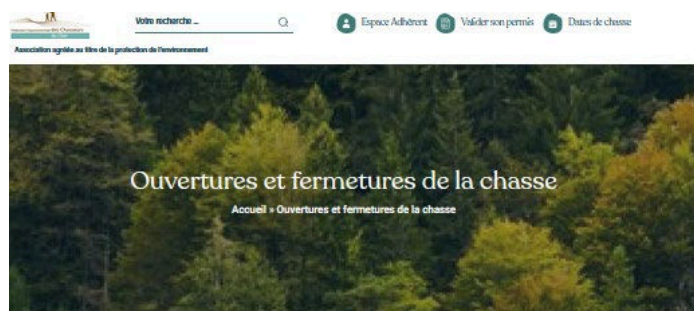 Votre recherche ...
Espace Adhérent
Valider son permis
Dates de chasse
Association agréée au titre de la protection de l'environnement
Ouvertures et fermetures de la chasse
Accueil » Ouvertures et fermetures de la chasse